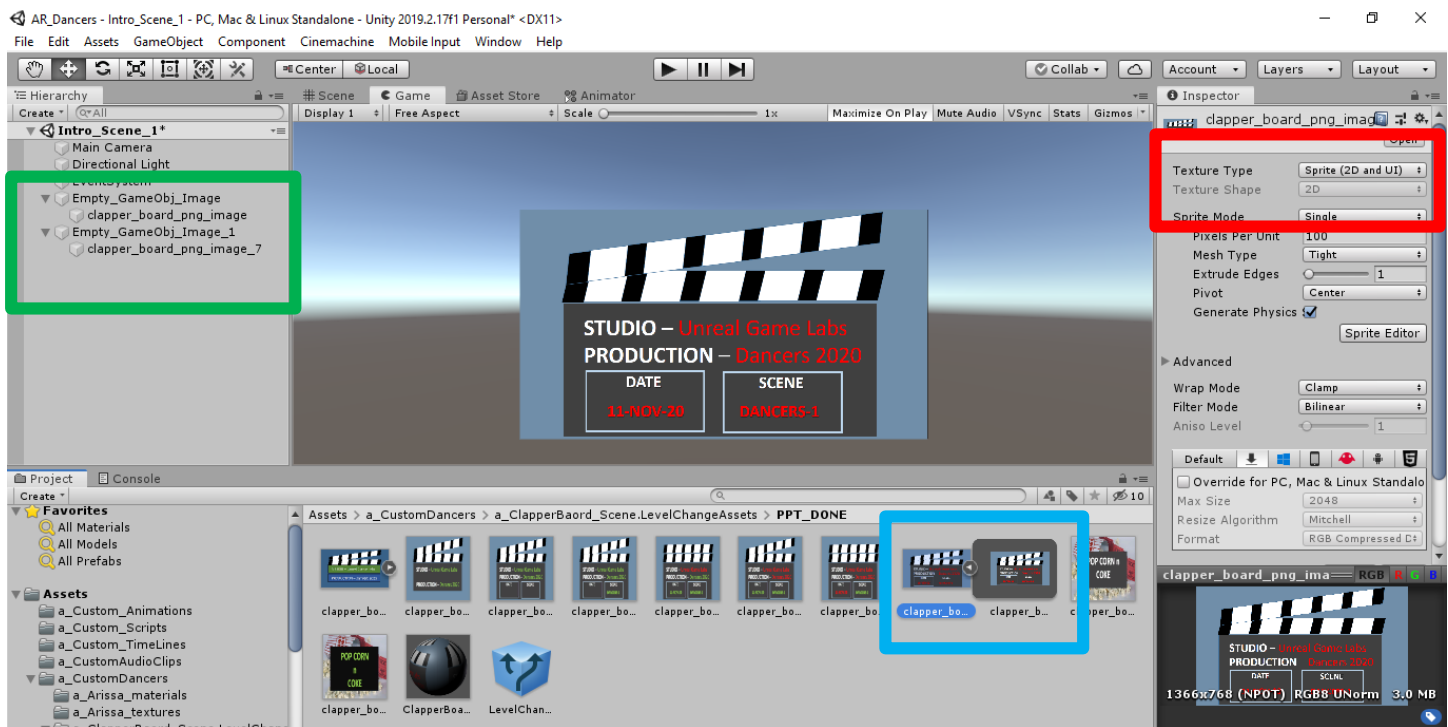 AR_Dancers - Intro_Scene_1 - PC, Mac & Linux Standalone - Unity 2019.2.17f1 Personal* <DX11>
File Edit Assets GameObject Component Cinemachine Mobile Input Window Help
Center Local Collab Account Layers Layout
Hierarchy
Create All
Intro_Scene_1*
Main Camera
Directional Light
EventSystem
Empty_GameObj_Image
clapper_board_png_image
Empty_GameObj_Image_1
clapper_board_png_image_7
Scene Game Asset Store Animator
Display 1 Free Aspect Scale 1x Maximize On Play Mute Audio VSync Stats Gizmos
STUDIO – Unreal Game Labs
PRODUCTION – Dancers 2020
DATE SCENE
11-NOV-20 DANCERS-1
Inspector
clapper_board_png_imag
Open
Texture Type Sprite (2D and UI)
Texture Shape 2D
Sprite Mode Single
Pixels Per Unit 100
Mesh Type Tight
Extrude Edges 1
Pivot Center
Generate Physics
Sprite Editor
Advanced
Wrap Mode Clamp
Filter Mode Bilinear
Aniso Level 1
Default
Override for PC, Mac & Linux Standalo
Max Size 2048
Resize Algorithm Mitchell
Format RGB Compressed D
clapper_board_png_ima RGB R G B
STUDIO – Unreal Game Labs
PRODUCTION Dancers 2020
DATE
1366x768 (NPOT) RGB8 UNorm 3.0 MB
Project Console
Create 10
Favorites
All Materials
All Models
All Prefabs
Assets
a_Custom_Animations
a_Custom_Scripts
a_Custom_TimeLines
a_CustomAudioClips
a_CustomDancers
a_Arissa_materials
a_Arissa_textures
Assets > a_CustomDancers > a_ClapperBaord_Scene.LevelChangeAssets > PPT_DONE
clapper_bo... clapper_bo... clapper_bo... clapper_bo... clapper_bo... clapper_bo... clapper_bo... clapper_b... clapper_bo...
POP CORN
n
COKE
POP CORN
n
COKE
clapper_bo... ClapperBoa... LevelChan...